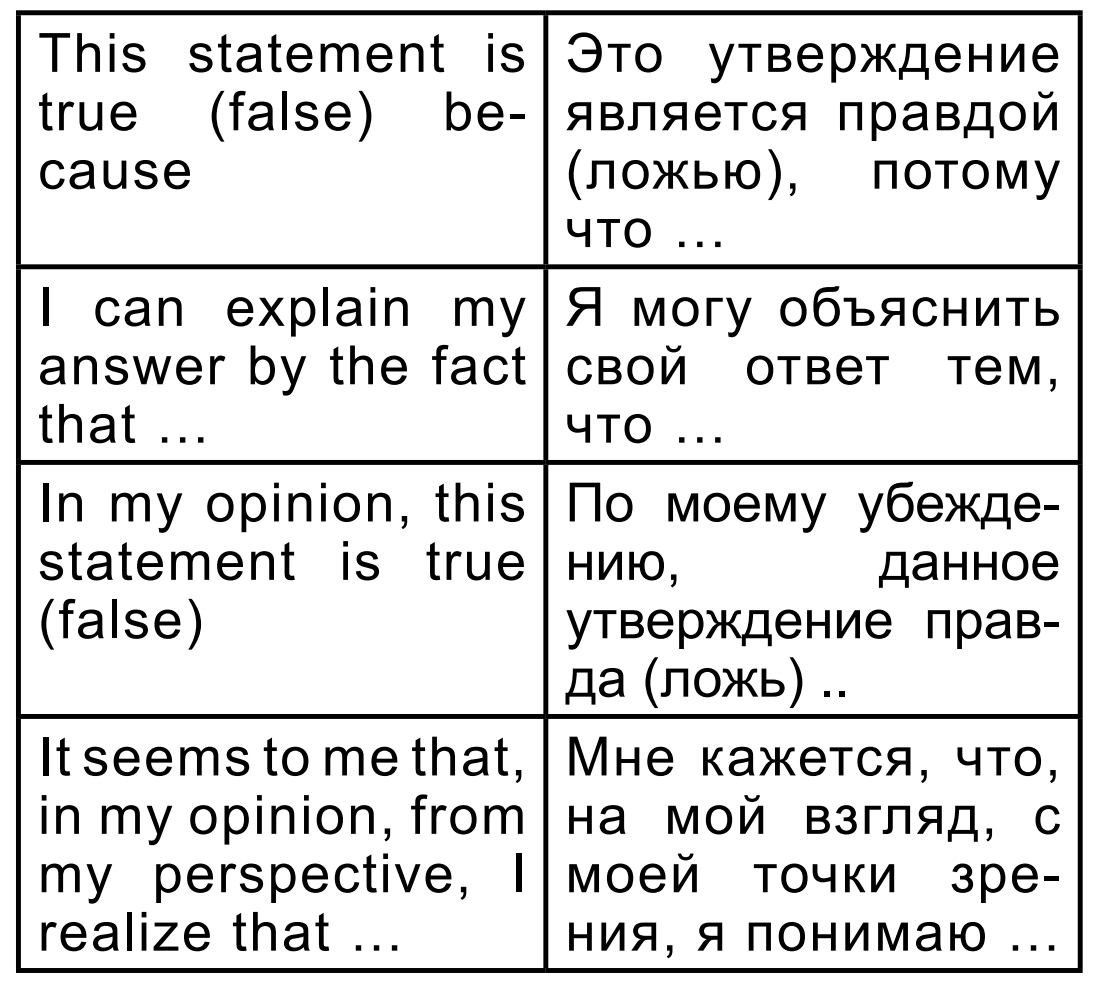 This statement is
true (false) be-
cause
Это утверждение
является правдой
(ложью), потому
что ...
I can explain my
answer by the fact
that ...
Я могу объяснить
свой ответ тем,
что ...
In my opinion, this
statement is true
(false)
По моему убежде-
нию, данное
утверждение прав-
да (ложь) ..
It seems to me that,
in my opinion, from
my perspective, I
realize that ...
Мне кажется, что,
на мой взгляд, с
моей точки зре-
ния, я понимаю ...